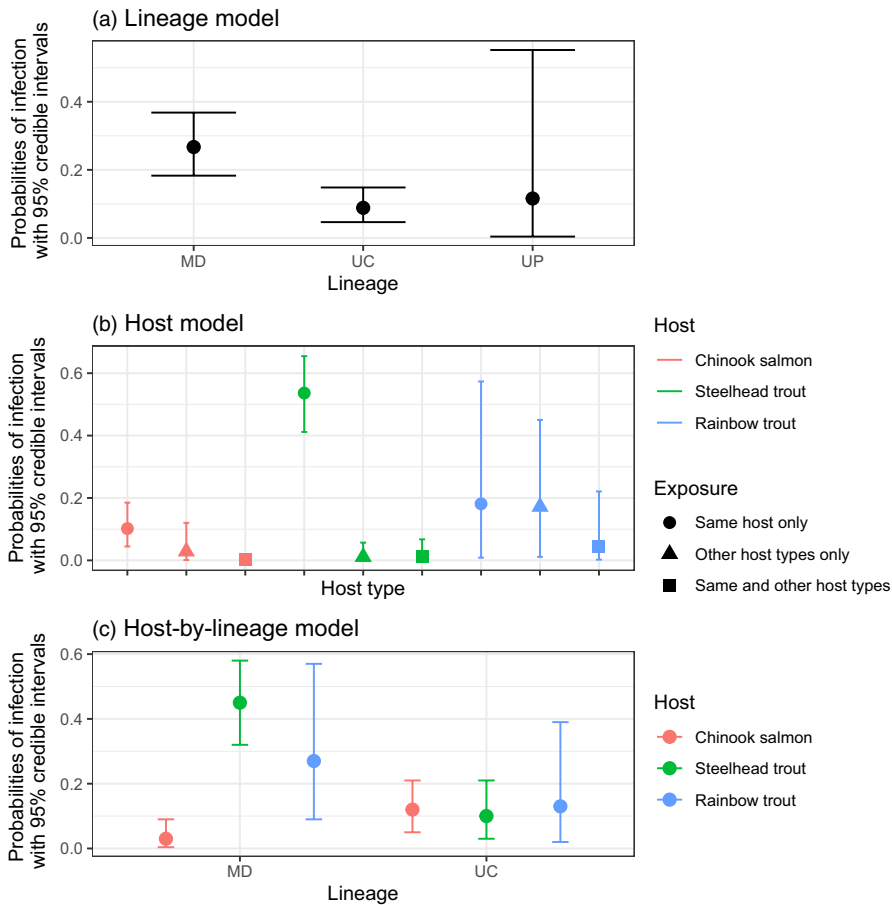 (a) Lineage model
Probabilities of infection
with 95% credible intervals
0.4
0.2
0.0
MD
UC
UP
Lineage
(b) Host model
Probabilities of infection
with 95% credible intervals
0.6
0.4
0.2
0.0
Host type
Host
Chinook salmon
Steelhead trout
Rainbow trout
Exposure
Same host only
Other host types only
Same and other host types
(c) Host-by-lineage model
Probabilities of infection
with 95% credible intervals
0.6
0.4
0.2
0.0
MD
UC
Lineage
Host
Chinook salmon
Steelhead trout
Rainbow trout